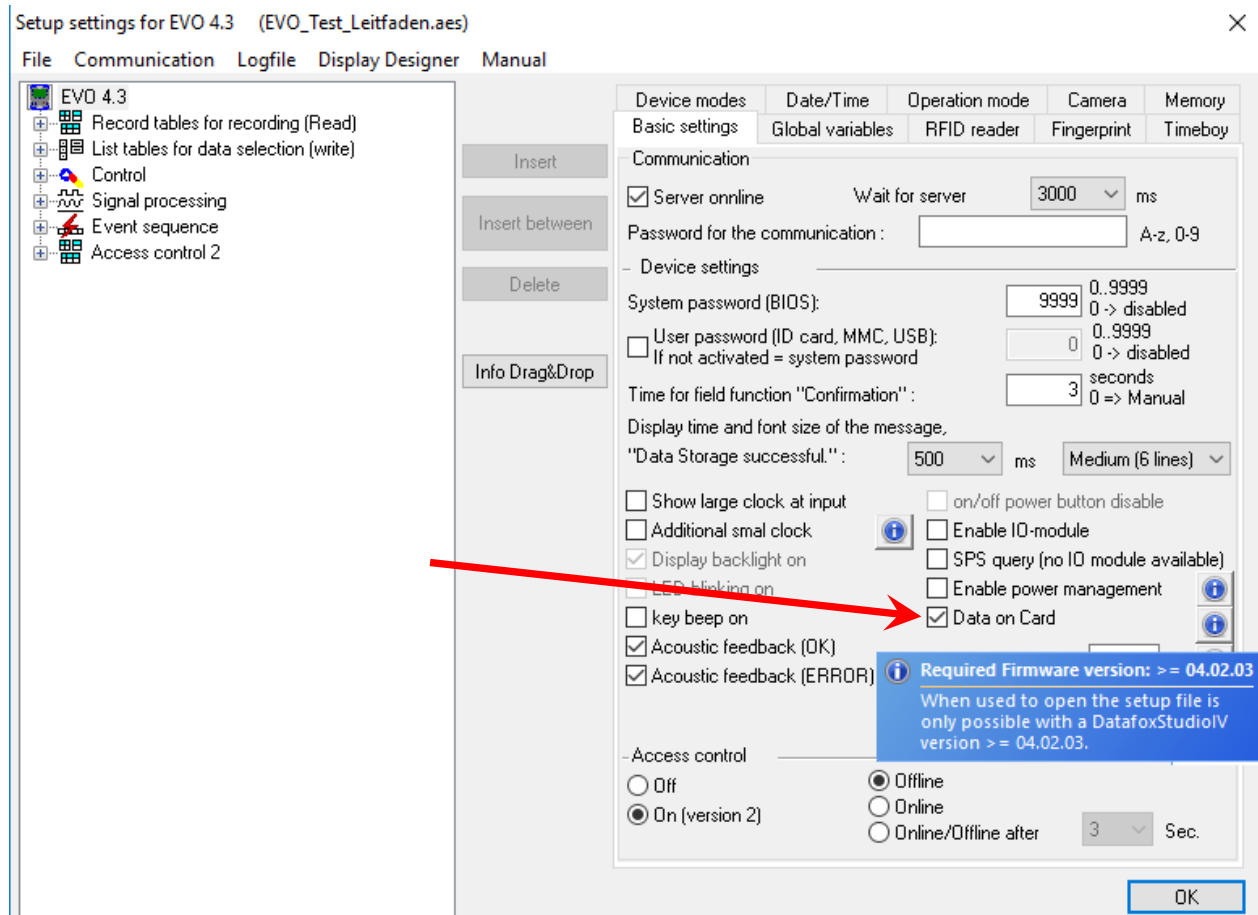 Setup settings for EVO 4.3 (EVO_Test_Leitfaden.aes)
File Communication Logfile Display Designer Manual
EVO 4.3
Record tables for recording (Read)
List tables for data selection (write)
Control
Signal processing
Event sequence
Access control 2
Insert
Insert between
Delete
Info Drag&Drop
Device modes Date/Time Operation mode Camera Memory
Basic settings Global variables RFID reader Fingerprint Timeboy
Communication
Server onnline Wait for server 3000 ms
Password for the communication : A-z, 0-9
Device settings
System password (BIOS): 9999 0..9999
0 -> disabled
User password (ID card, MMC, USB): 0 0..9999
If not activated = system password 0 -> disabled
Time for field function "Confirmation" : 3 seconds
0 => Manual
Display time and font size of the message,
"Data Storage successful." : 500 ms Medium (6 lines)
Show large clock at input on/off power button disable
Additional smal clock Enable IO-module
Display backlight on SPS query (no IO module available)
LED-blinking on Enable power management
key beep on Data on Card
Acoustic feedback (OK)
Acoustic feedback (ERROR)
Required Firmware version: >= 04.02.03
When used to open the setup file is
only possible with a DatafoxStudioIV
version >= 04.02.03.
Access control
Off Offline
On (version 2) Online
Online/Offline after 3 Sec.
OK